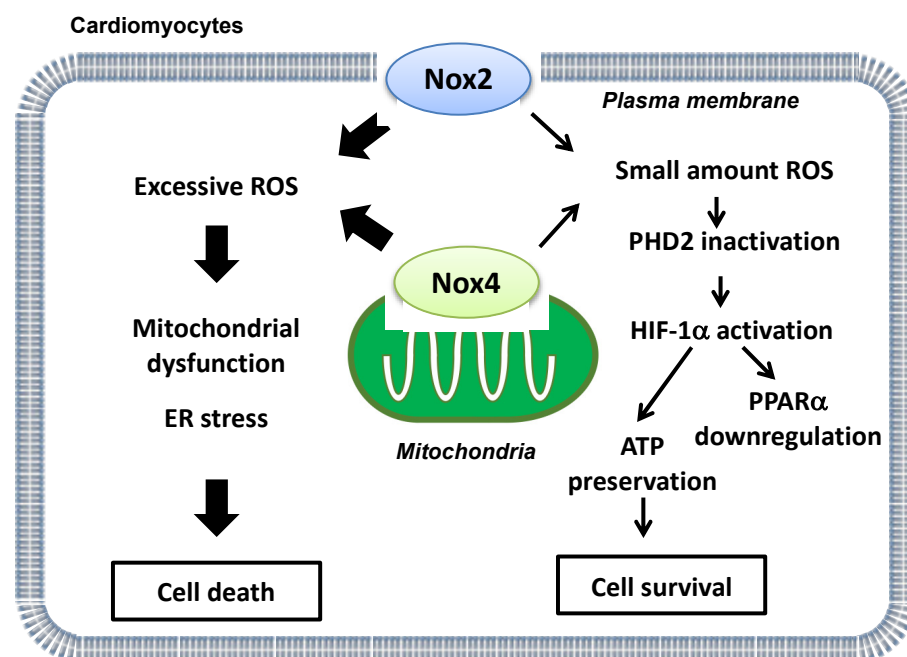 Cardiomyocytes
Nox2
Plasma membrane
Excessive ROS
Small amount ROS
PHD2 inactivation
Nox4
HIF-1α activation
Mitochondrial
dysfunction
ER stress
Mitochondria
PPARα
downregulation
ATP
preservation
Cell death
Cell survival